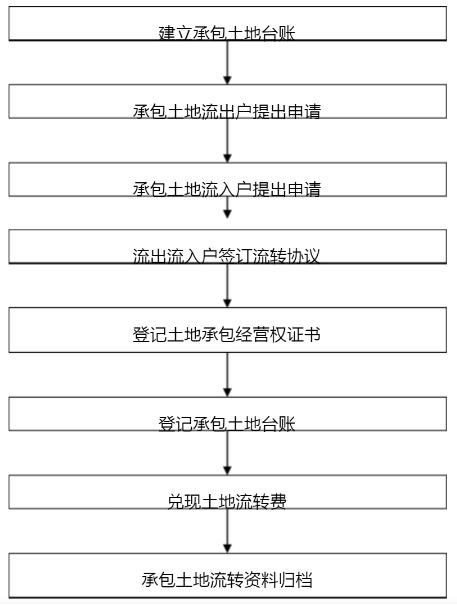 建立承包土地台账
承包土地流出户提出申请
承包土地流入户提出申请
流出流入户签订流转协议
登记土地承包经营权证书
登记承包土地台账
兑现土地流转费
承包土地流转资料归档